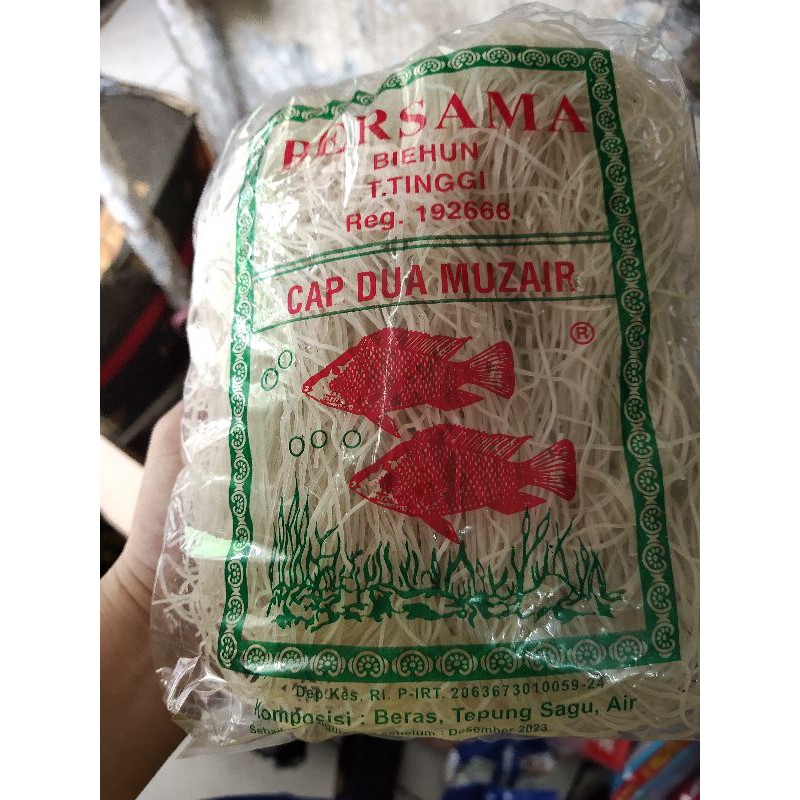 BERSAMA
BIEHUN
T.TINGGI
Reg. 192666
CAP DUA MUZAIR
®
Dep.Kes. RI. P-IRT. 2063673010059-24
Komposisi : Beras, Tepung Sagu, Air
sebelum : Desember 2023